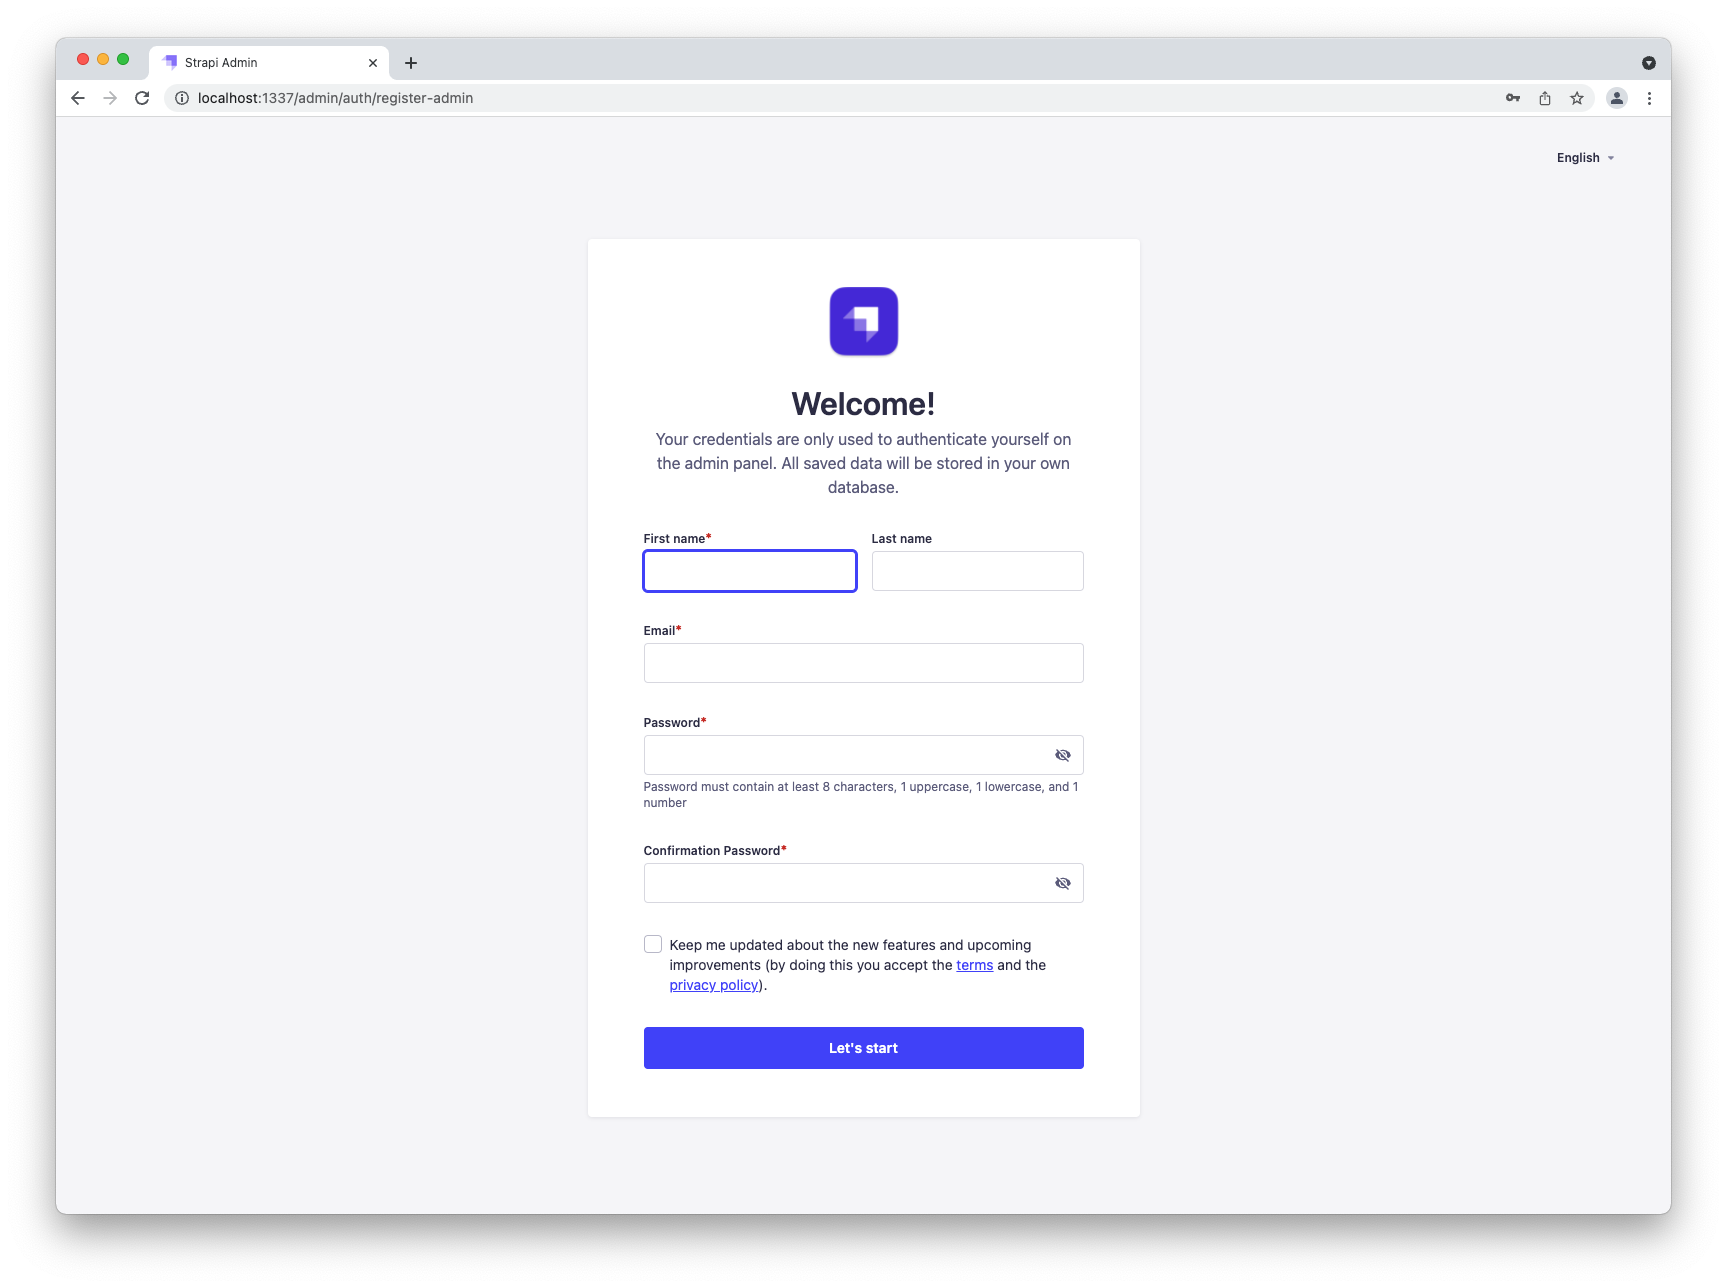 Strapi Admin
localhost:1337/admin/auth/register-admin
English
Welcome!
Your credentials are only used to authenticate yourself on
the admin panel. All saved data will be stored in your own
database.
First name* Last name
Email*
Password*
Password must contain at least 8 characters, 1 uppercase, 1 lowercase, and 1
number
Confirmation Password*
Keep me updated about the new features and upcoming
improvements (by doing this you accept the terms and the
privacy policy).
Let's start